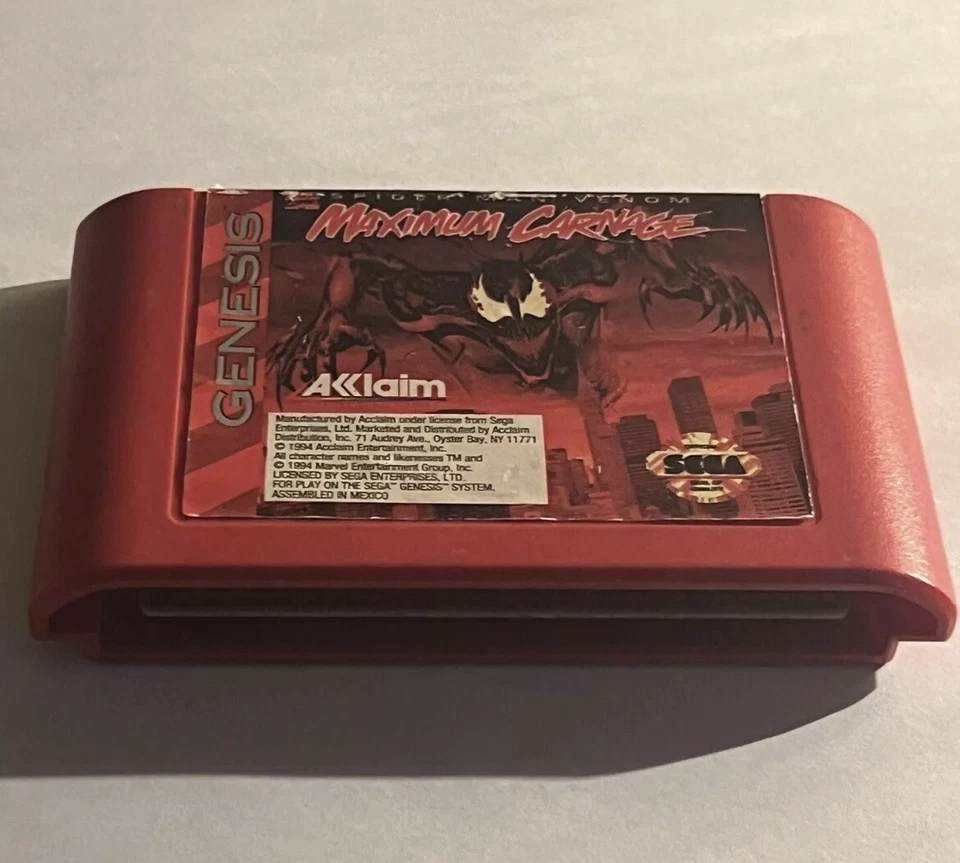 SPIDER-MAN VENOM
MAXIMUM CARNAGE
GENESIS
AKKlaim
Manufactured by Acclaim under license from Sega
Enterprises, Ltd. Marketed and Distributed by Acclaim
Distribution, Inc. 71 Audrey Ave., Oyster Bay, NY 11771
© 1994 Acclaim Entertainment, Inc.
All character names and likenesses TM and
© 1994 Marvel Entertainment Group, Inc.
LICENSED BY SEGA ENTERPRISES, LTD.
FOR PLAY ON THE SEGA™ GENESIS™ SYSTEM.
ASSEMBLED IN MEXICO
SEGA